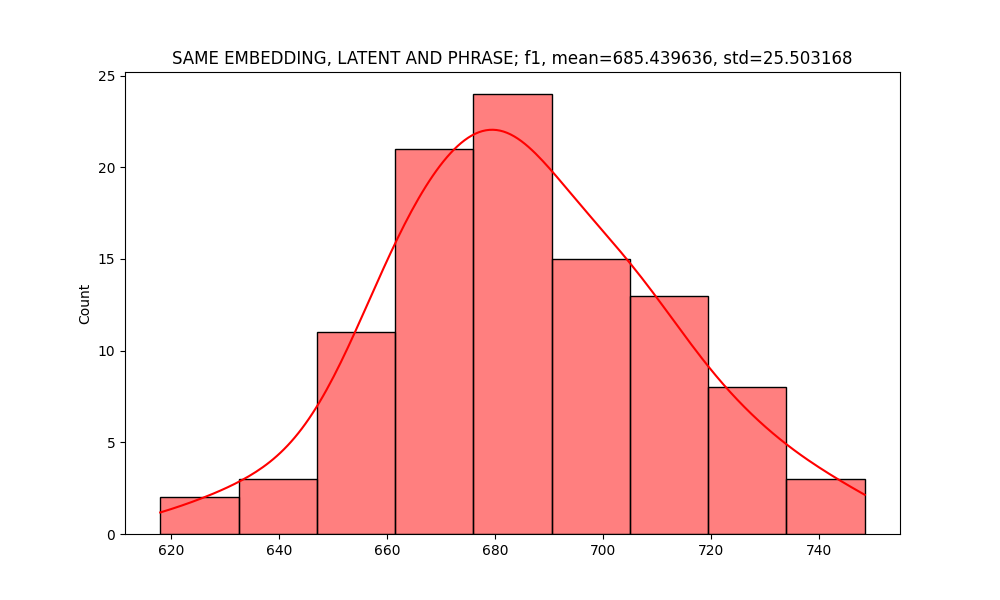 SAME EMBEDDING, LATENT AND PHRASE; f1, mean=685.439636, std=25.503168
25
20
15
10
5
0
Count
620 640 660 680 700 720 740